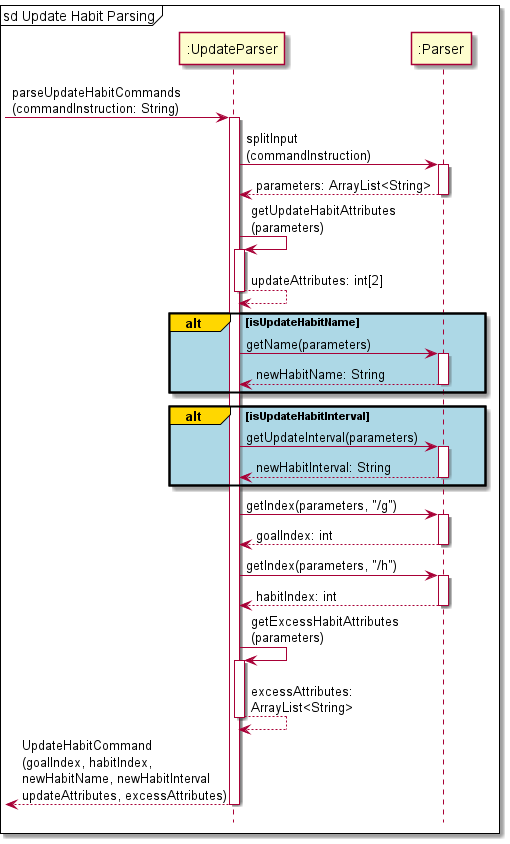 sd Update Habit Parsing
:UpdateParser
:Parser
parseUpdateHabitCommands
(commandInstruction: String)
splitInput
(commandInstruction)
parameters: ArrayList<String>
getUpdateHabitAttributes
(parameters)
updateAttributes: int[2]
alt
[isUpdateHabitName]
getName(parameters)
newHabitName: String
alt
[isUpdateHabitInterval]
getUpdateInterval(parameters)
newHabitInterval: String
getIndex(parameters, "/g")
goalIndex: int
getIndex(parameters, "/h")
habitIndex: int
getExcessHabitAttributes
(parameters)
excessAttributes:
ArrayList<String>
UpdateHabitCommand
(goalIndex, habitIndex,
newHabitName, newHabitInterval
updateAttributes, excessAttributes)